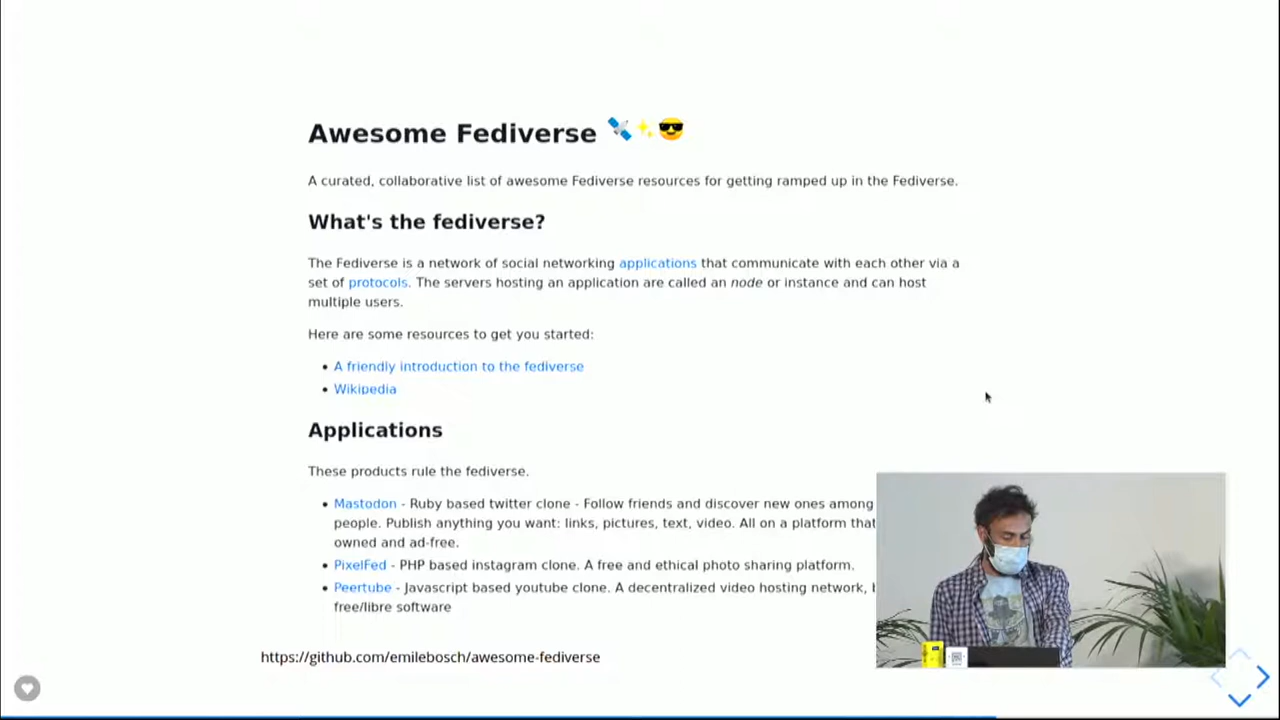 Awesome Fediverse 🛰️✨😎
A curated, collaborative list of awesome Fediverse resources for getting ramped up in the Fediverse.
What's the fediverse?
The Fediverse is a network of social networking applications that communicate with each other via a
set of protocols. The servers hosting an application are called an node or instance and can host
multiple users.
Here are some resources to get you started:
• A friendly introduction to the fediverse
• Wikipedia
Applications
These products rule the fediverse.
• Mastodon - Ruby based twitter clone - Follow friends and discover new ones among
people. Publish anything you want: links, pictures, text, video. All on a platform that
owned and ad-free.
• PixelFed - PHP based instagram clone. A free and ethical photo sharing platform.
• Peertube - Javascript based youtube clone. A decentralized video hosting network,
free/libre software
https://github.com/emilebosch/awesome-fediverse